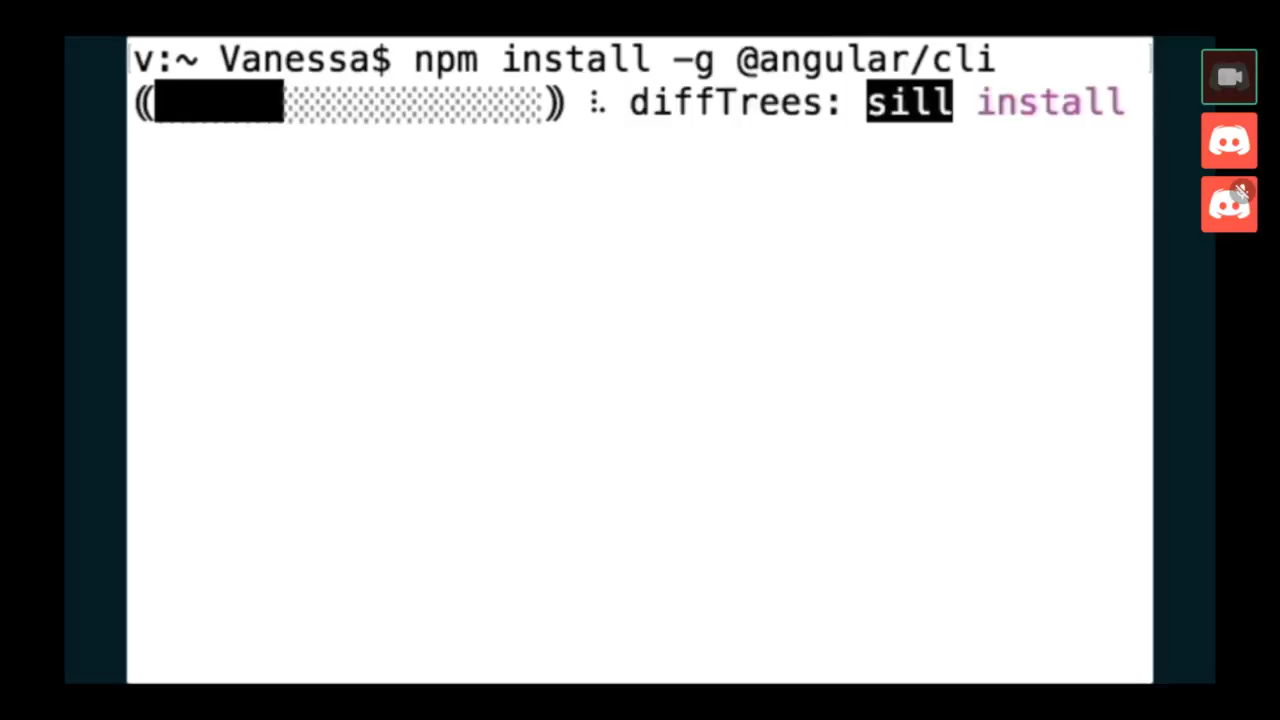 v:~ Vanessa$ npm install -g @angular/cli
(██████░░░░░░░░░░░░) ⠧ diffTrees: sill install